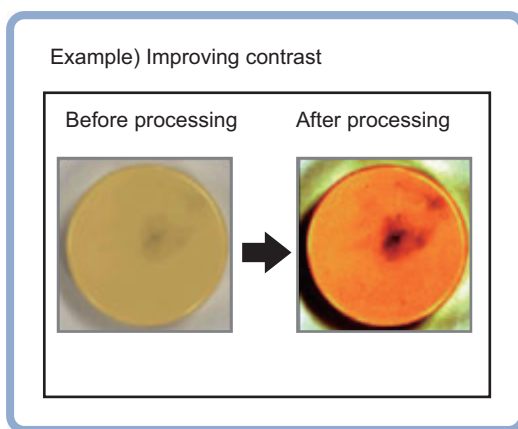 Example) Improving contrast
Before processing
After processing